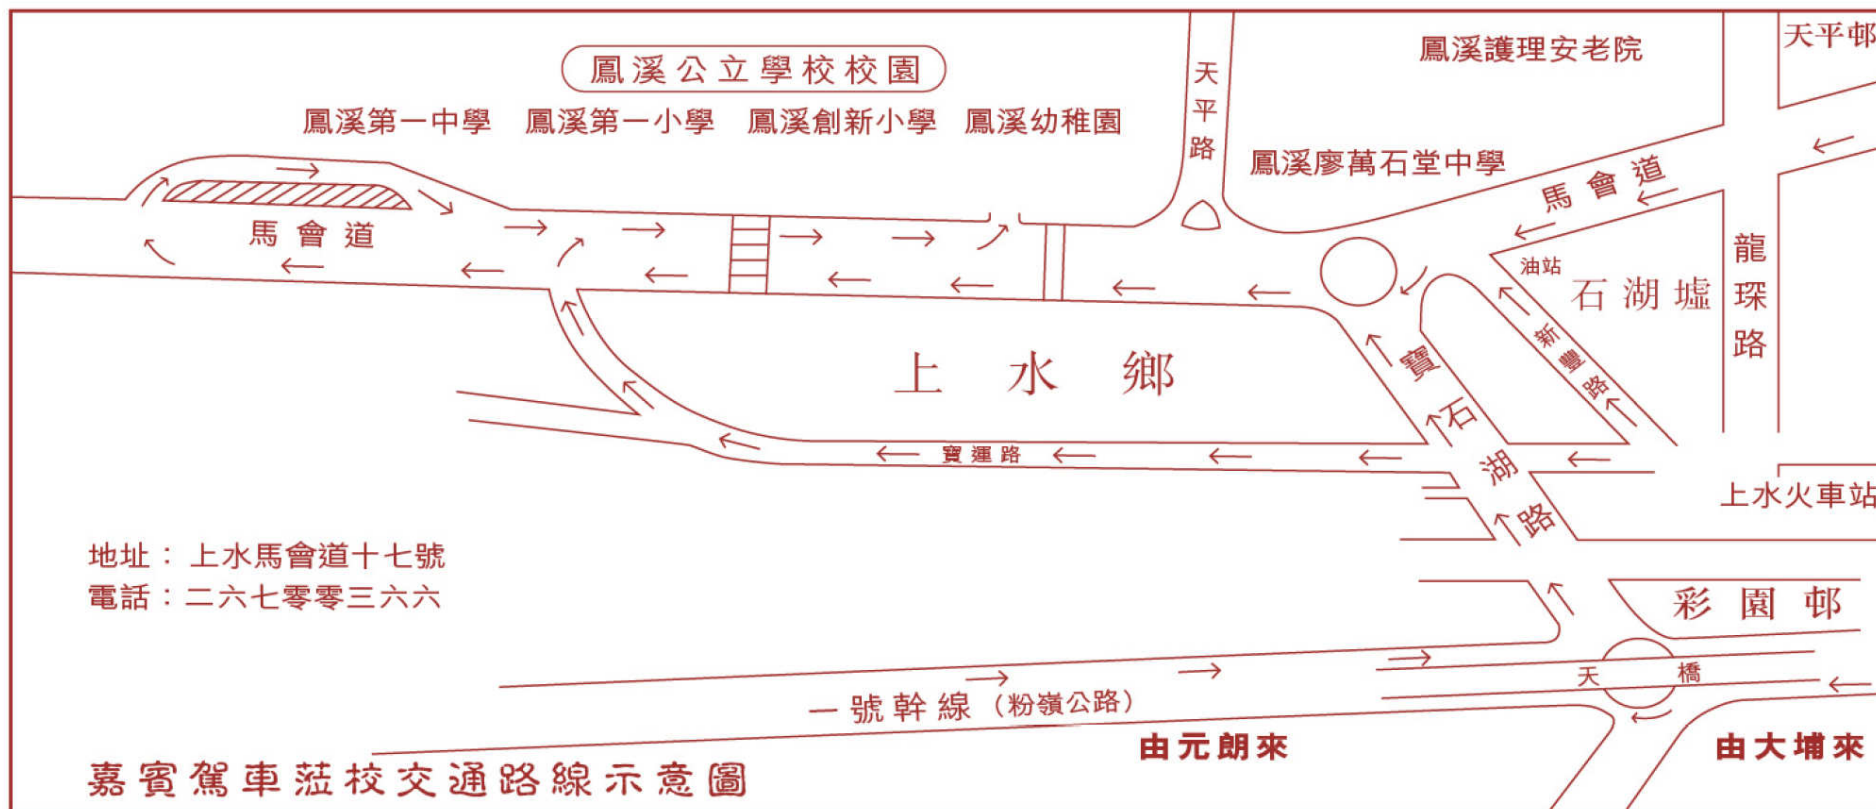 鳳溪公立學校校園
鳳溪第一中學 鳳溪第一小學 鳳溪創新小學 鳳溪幼稚園
天平路
鳳溪護理安老院
天平邨
鳳溪廖萬石堂中學
馬會道
馬會道
油站
石湖墟
龍琛路
新豐路
上水鄉
寶石湖路
寶運路
上水火車站
地址：上水馬會道十七號
電話：二六七零零三六六
彩園邨
天橋
一號幹線（粉嶺公路）
由元朗來
由大埔來
嘉賓駕車蒞校交通路線示意圖